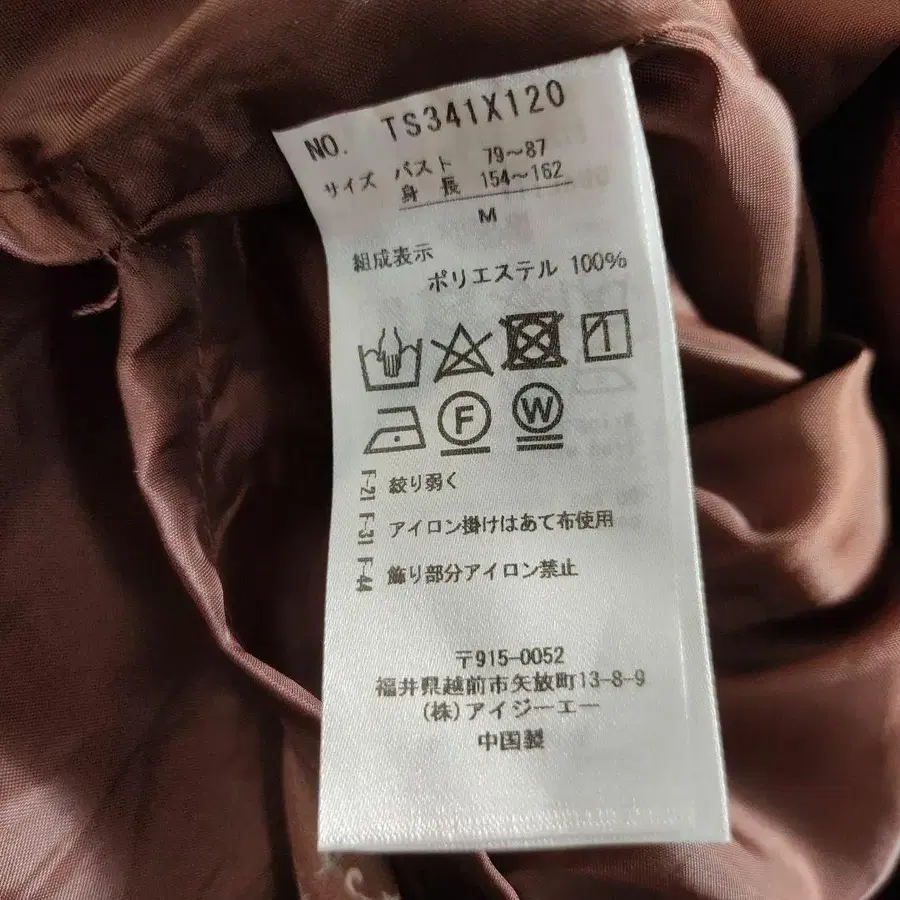 NO. TS341X120
サイズ バスト 79～87
身 長 154～162
M
組成表示
ポリエステル 100%
F
W
F-21 絞り弱く
F-31 アイロン掛けはあて布使用
F-44 飾り部分アイロン禁止
〒915-0052
福井県越前市矢放町13-8-9
(株)アイジーエー
中国製